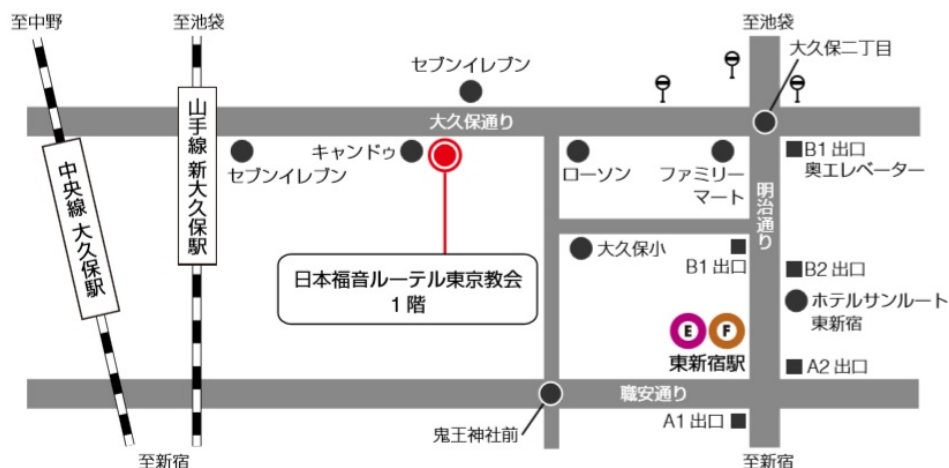 至中野
至池袋
至池袋
大久保二丁目
セブンイレブン
大久保通り
山手線 新大久保駅
中央線 大久保駅
セブンイレブン
キャンドゥ
ローソン
ファミリー
マート
B1 出口
奥エレベーター
明治通り
日本福音ルーテル東京教会
1 階
大久保小
B1 出口
B2 出口
ホテルサンルート
東新宿
E
F
東新宿駅
A2 出口
職安通り
鬼王神社前
A1 出口
至新宿
至新宿